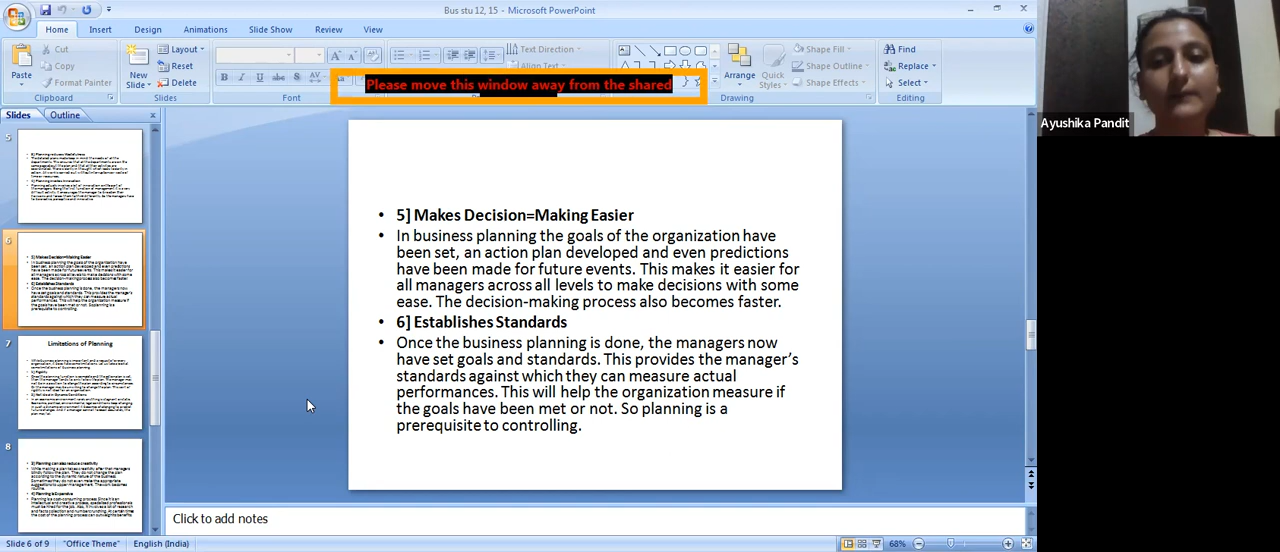 Bus stu 12, 15 - Microsoft PowerPoint
Home Insert Design Animations Slide Show Review View
Cut
Copy
Format Painter
Paste
Clipboard
New
Slide
Layout
Reset
Delete
Slides
B I U S abe AV
Font
Text Direction
Align Text
Please move this window away from the shared
Arrange
Quick
Styles
Shape Fill
Shape Outline
Shape Effects
Drawing
Find
Replace
Select
Editing
Ayushika Pandit
Slides Outline
5
6
7
Limitations of Planning
8
• 5] Makes Decision=Making Easier
• In business planning the goals of the organization have
been set, an action plan developed and even predictions
have been made for future events. This makes it easier for
all managers across all levels to make decisions with some
ease. The decision-making process also becomes faster.
• 6] Establishes Standards
• Once the business planning is done, the managers now
have set goals and standards. This provides the manager’s
standards against which they can measure actual
performances. This will help the organization measure if
the goals have been met or not. So planning is a
prerequisite to controlling.
Click to add notes
Slide 6 of 9 "Office Theme" English (India) 68%